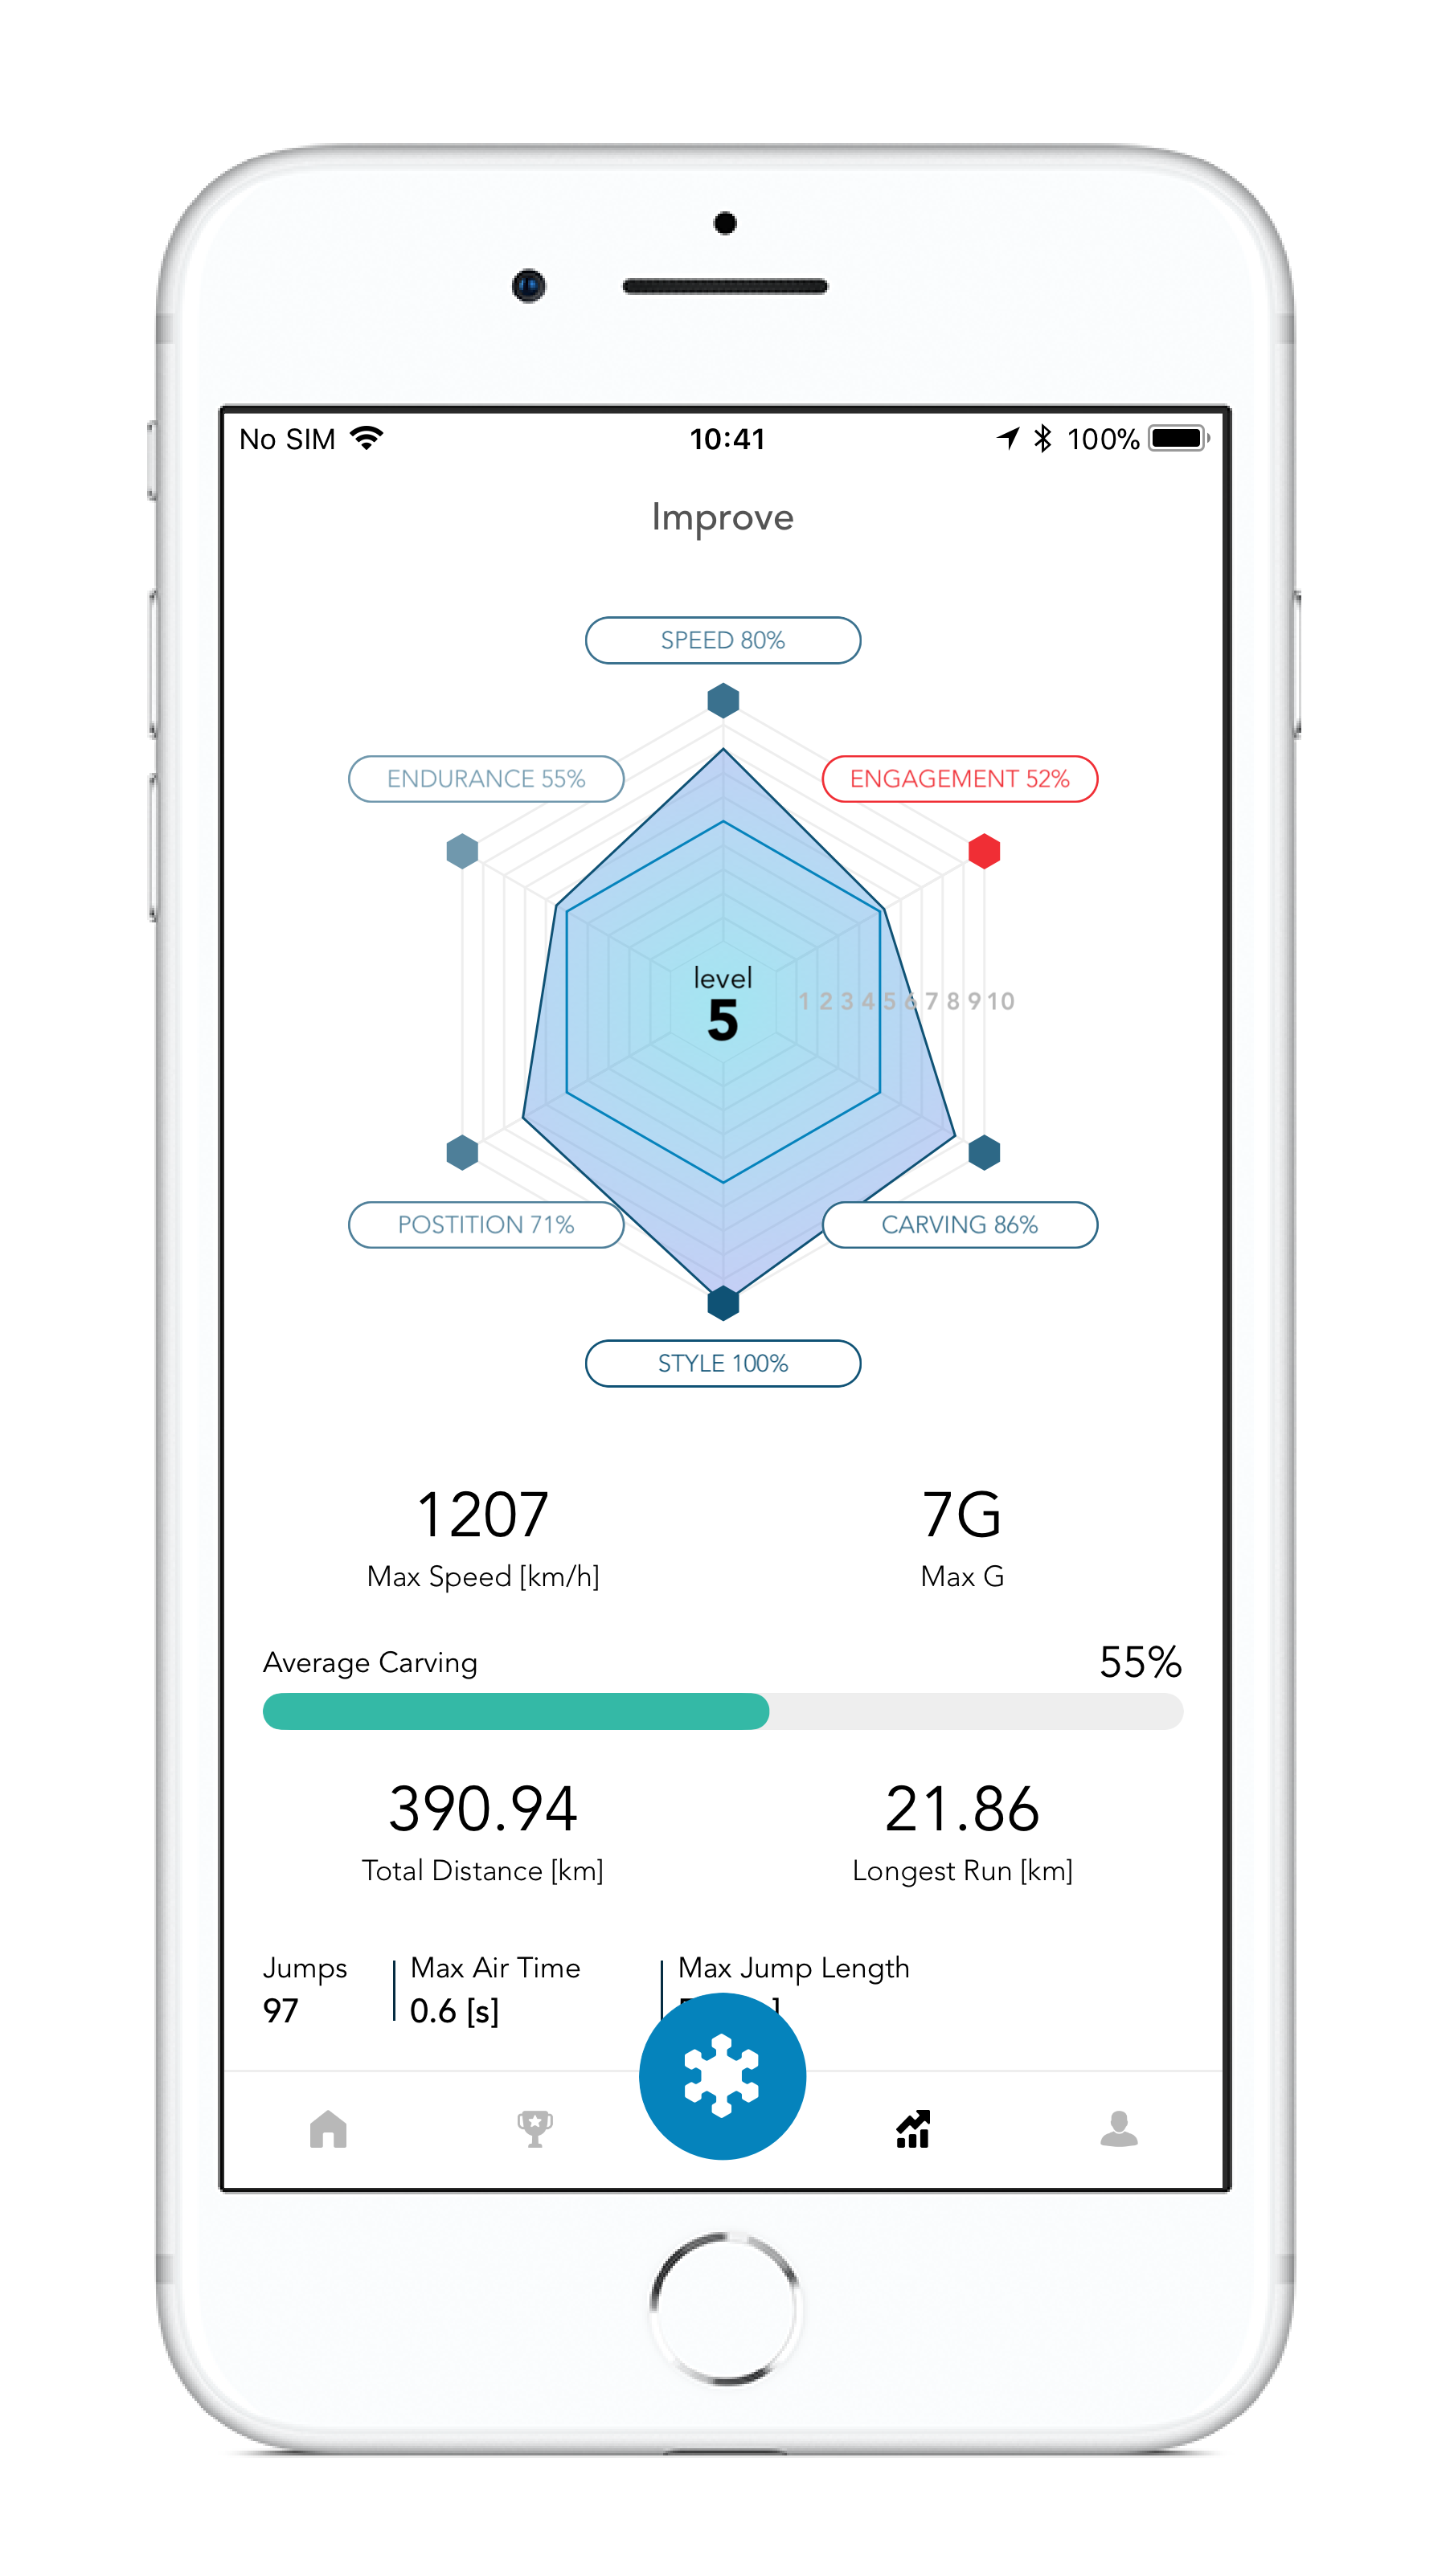 No SIM 10:41 100%
Improve
SPEED 80%
ENDURANCE 55% ENGAGEMENT 52%
level
5
1 2 3 4 5 6 7 8 9 10
POSTITION 71% CARVING 86%
STYLE 100%
1207 7G
Max Speed [km/h] Max G
Average Carving 55%
390.94 21.86
Total Distance [km] Longest Run [km]
Jumps Max Air Time Max Jump Length
97 0.6 [s]